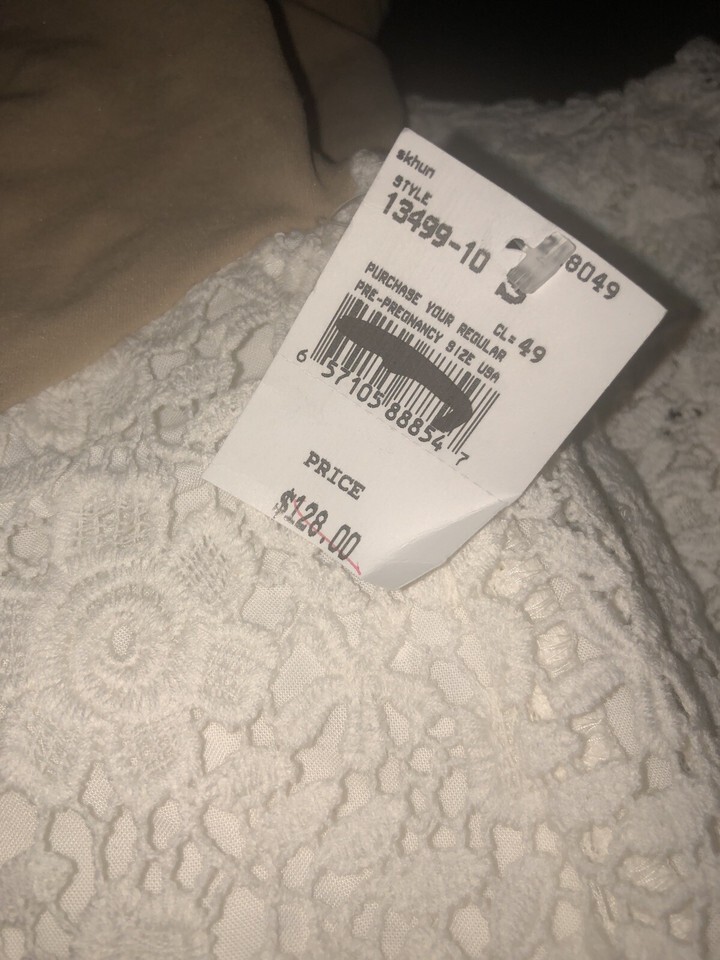 skhun
STYLE
13499-10 8049
S
CL= 49
PURCHASE YOUR REGULAR
PRE-PREGNANCY SIZE USA
6 57105 88854 7
PRICE
$128.00